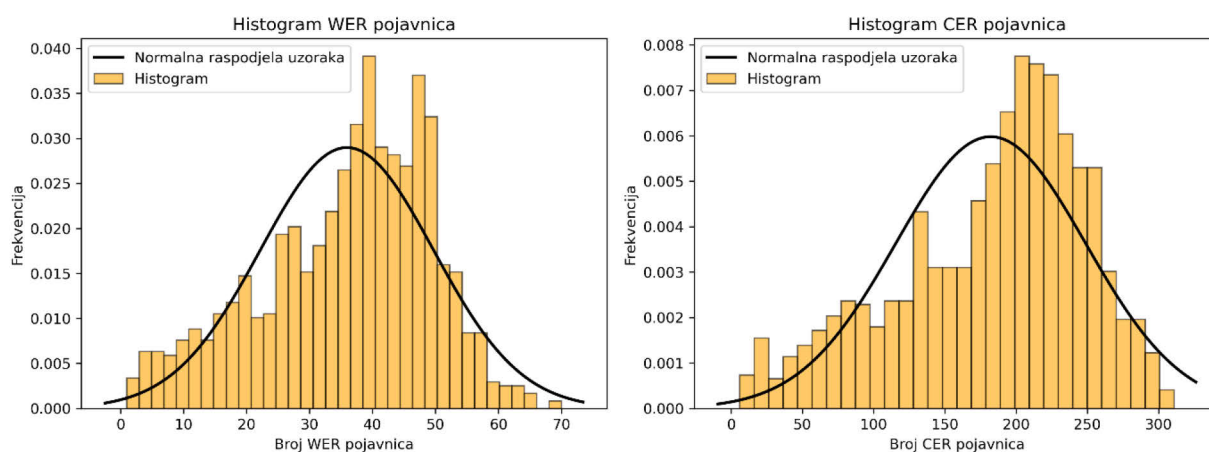 Histogram WER pojavnica
Normalna raspodjela uzoraka
Histogram
Frekvencija
0.040
0.035
0.030
0.025
0.020
0.015
0.010
0.005
0.000
0 10 20 30 40 50 60 70
Broj WER pojavnica
Histogram CER pojavnica
Normalna raspodjela uzoraka
Histogram
Frekvencija
0.008
0.007
0.006
0.005
0.004
0.003
0.002
0.001
0.000
0 50 100 150 200 250 300
Broj CER pojavnica